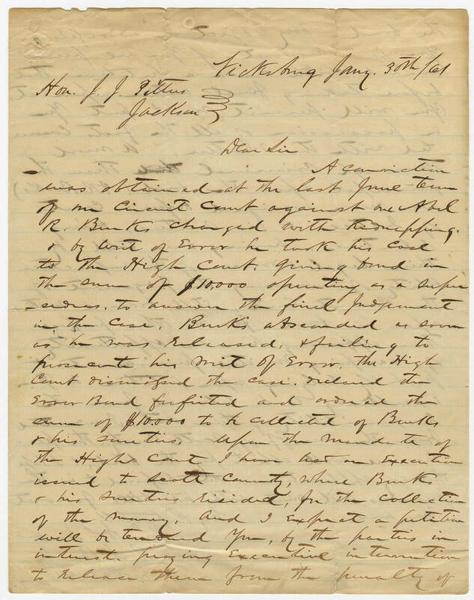 Vicksburg Jany. 30th/61
Hon. J. J. Pettus
Jackson
Dear Sir
A conviction
was obtained at the last June term
of our Circuit Court against one Abel
R. Burks charged with Kidnapping.
& by Writ of Error he took his case
to the High Court, giving bond in
the sum of $10,000 operating as a super
sedeas, to answer the final Judgement
in the case. Burks absconded as soon
as he was released, & failing to
prosecute his Writ of Error, the High
Court dismissed the case, declared the
Error Bond forfeited and ordered the
sum of $10000 to be collected of Burks
& his sureties. Upon the Mandate of
the High Court I have had an Execution
issued to Scott County, where Burks
& his sureties resided, for the collection
of the money, and I expect a petition
will be tendered You, by the parties in
interest, praying Executive intervention
to release them from the penalty of